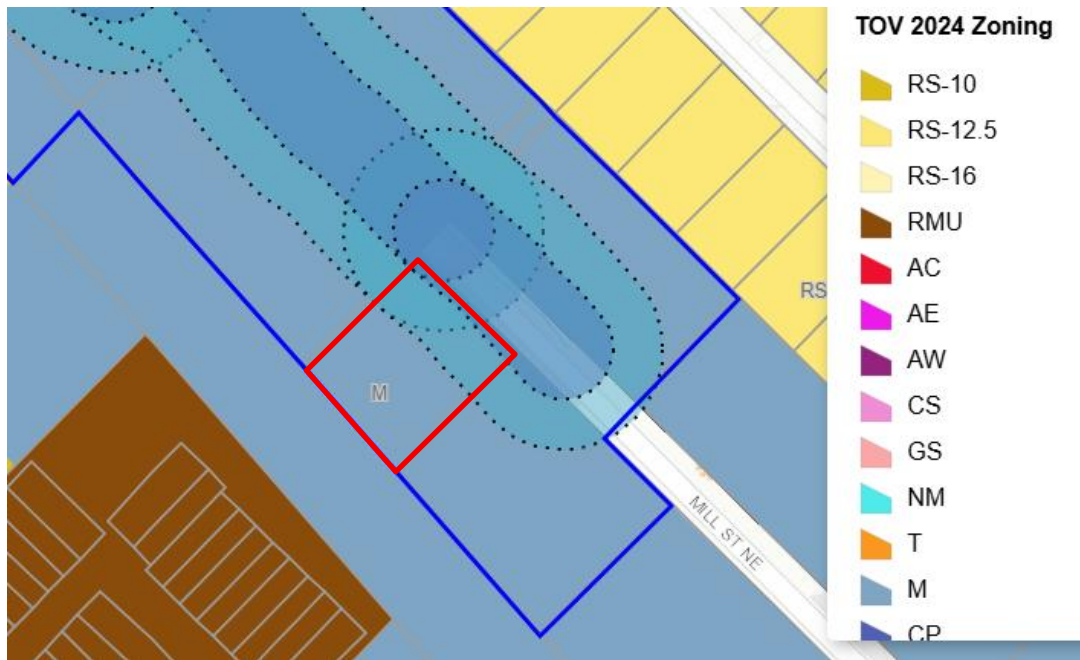 TOV 2024 Zoning
RS-10
RS-12.5
RS-16
RMU
AC
AE
AW
CS
GS
NM
T
M
CP
RS
M
MILL ST NE